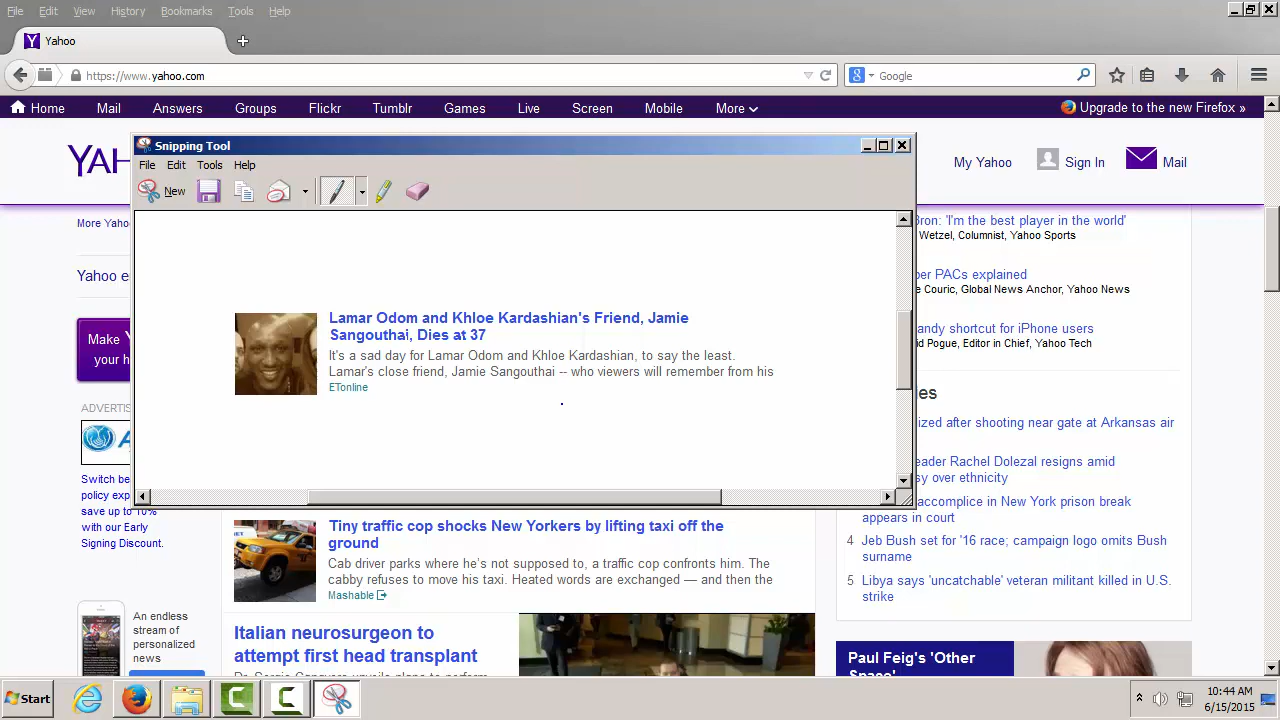 File Edit View History Bookmarks Tools Help
Yahoo
https://www.yahoo.com
Google
Home Mail Answers Groups Flickr Tumblr Games Live Screen Mobile More Upgrade to the new Firefox »
Snipping Tool
File Edit Tools Help
New
My Yahoo Sign In Mail
More Yaho
Yahoo e
Make
your h
ADVERTI
Switch be
policy exp
save up to 10%
with our Early
Signing Discount.
An endless
stream of
personalized
news
Lamar Odom and Khloe Kardashian's Friend, Jamie
Sangouthai, Dies at 37
It's a sad day for Lamar Odom and Khloe Kardashian, to say the least.
Lamar's close friend, Jamie Sangouthai -- who viewers will remember from his
ETonline
Tiny traffic cop shocks New Yorkers by lifting taxi off the
ground
Cab driver parks where he's not supposed to, a traffic cop confronts him. The
cabby refuses to move his taxi. Heated words are exchanged — and then the
Mashable
Italian neurosurgeon to
attempt first head transplant
Bron: 'I'm the best player in the world'
Wetzel, Columnist, Yahoo Sports
per PACs explained
e Couric, Global News Anchor, Yahoo News
andy shortcut for iPhone users
id Pogue, Editor in Chief, Yahoo Tech
les
ized after shooting near gate at Arkansas air
eader Rachel Dolezal resigns amid
sy over ethnicity
accomplice in New York prison break
appears in court
4 Jeb Bush set for '16 race; campaign logo omits Bush
surname
5 Libya says 'uncatchable' veteran militant killed in U.S.
strike
Paul Feig's 'Other
Space'
Start
10:44 AM
6/15/2015